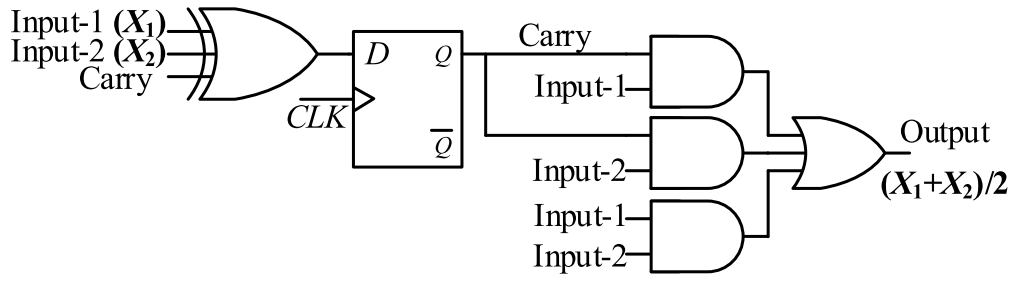 Input-1 (X₁)
Input-2 (X₂)
Carry
D
Q
CLK
Q̅
Carry
Input-1
Input-2
Input-1
Input-2
Output
(X₁+X₂)/2